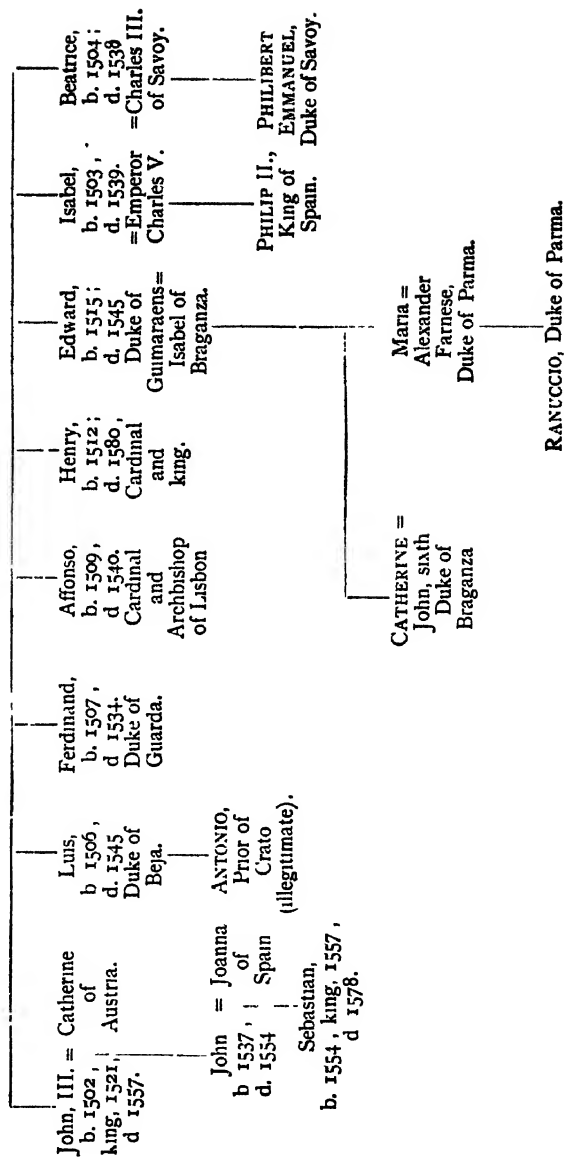 John, III. = Catherine
b. 1502, of
king, 1521, Austria.
d 1557.
John = Joanna
b 1537, of
d. 1554 Spain
Sebastian,
b. 1554, king, 1557,
d 1578.
Luis,
b 1506,
d. 1545
Duke of
Beja.
ANTONIO,
Prior of
Crato
(illegitimate).
Ferdinand,
b. 1507,
d 1534.
Duke of
Guarda.
Affonso,
b. 1509,
d 1540.
Cardinal
and
Archbishop
of Lisbon
Henry,
b. 1512;
d. 1580,
Cardinal
and
king.
Edward,
b. 1515;
d. 1545
Duke of
Guimaraens=
Isabel of
Braganza.
CATHERINE =
John, sixth
Duke of
Braganza
Maria =
Alexander
Farnese,
Duke of Parma.
RANUCCIO, Duke of Parma.
Isabel,
b. 1503,
d. 1539.
=Emperor
Charles V.
PHILIP II.,
King of
Spain.
Beatrice,
b. 1504;
d. 1538
=Charles III.
of Savoy.
PHILIBERT
EMMANUEL,
Duke of Savoy.